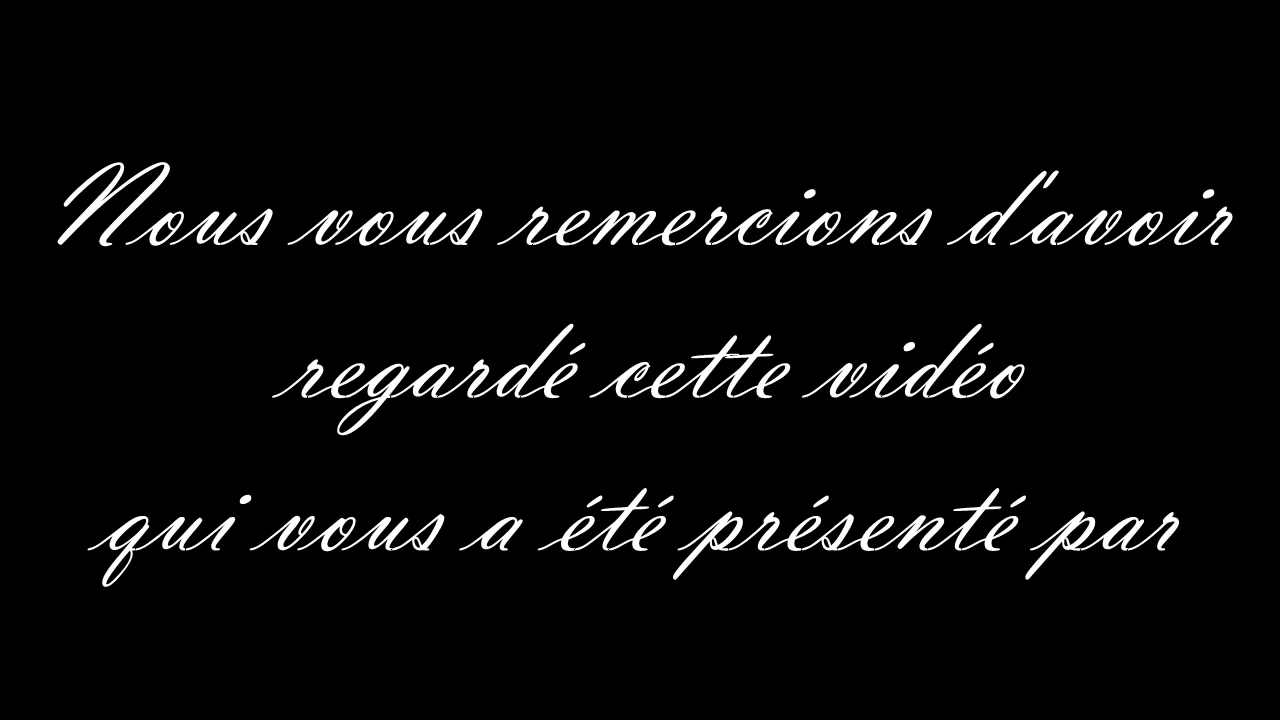 Nous vous remercions d'avoir
regardé cette vidéo
qui vous a été présenté par